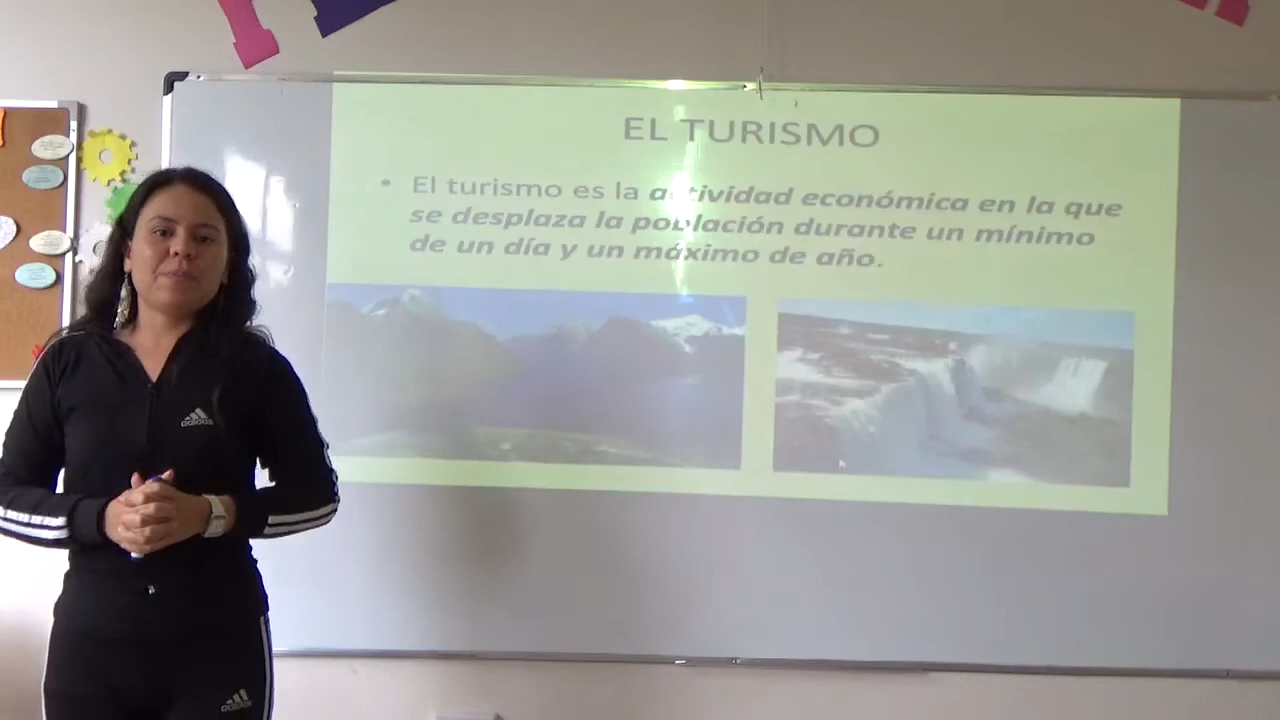 EL TURISMO
• El turismo es la actividad económica en la que
se desplaza la población durante un mínimo
de un día y un máximo de año.
adidas
adidas